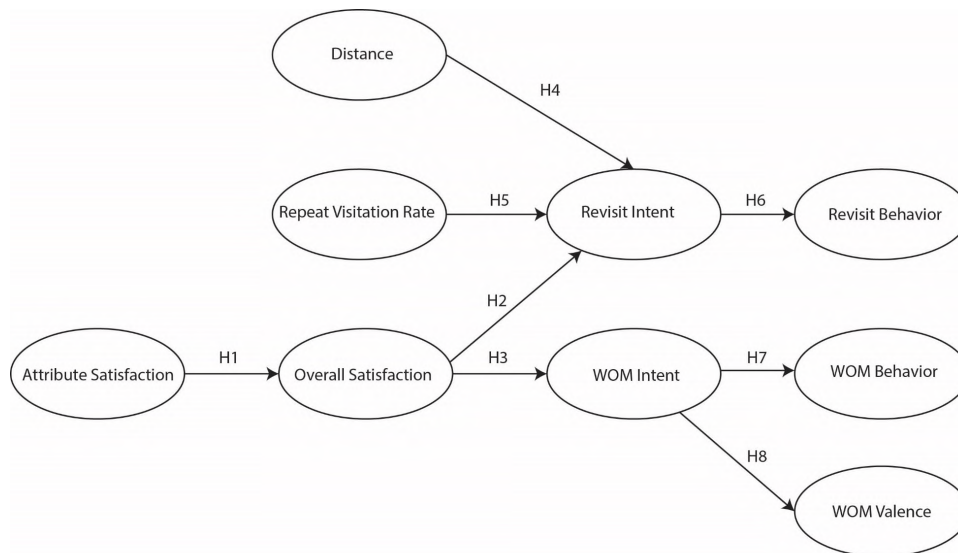 Distance
H4
Repeat Visitation Rate
H5
Revisit Intent
H6
Revisit Behavior
H2
Attribute Satisfaction
H1
Overall Satisfaction
H3
WOM Intent
H7
WOM Behavior
H8
WOM Valence